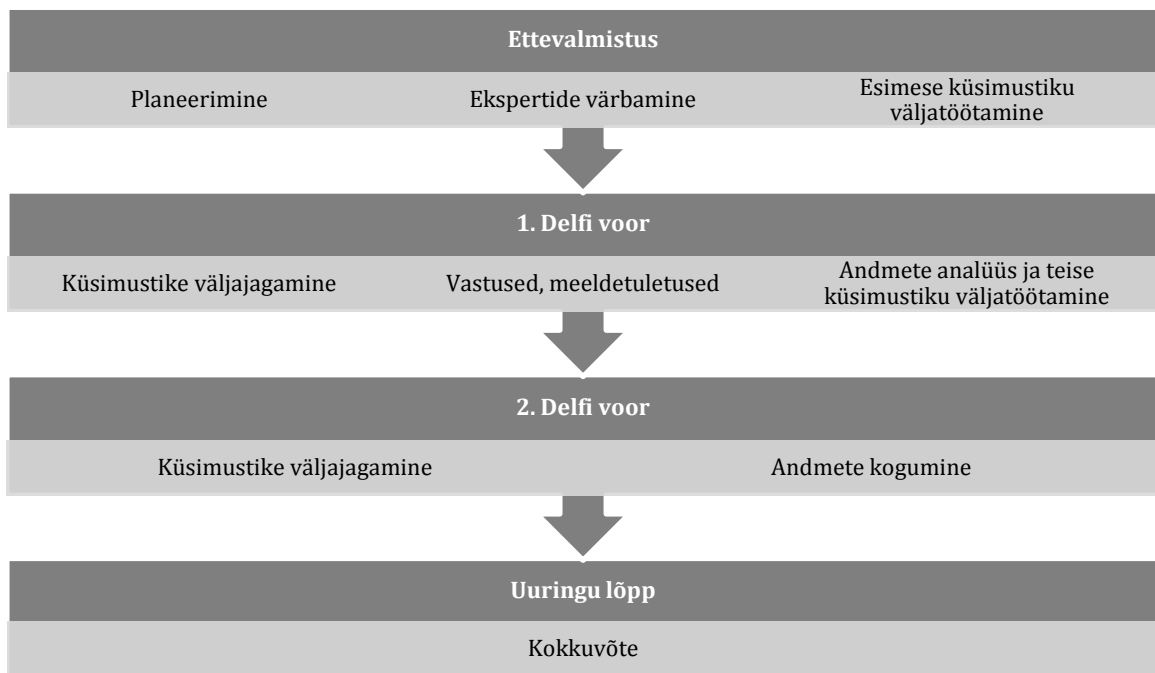 Ettevalmistus
Planeerimine
Ekspertide värbamine
Esimese küsimustiku
väljatöötamine
1. Delfi voor
Küsimustike väljajagamine
Vastused, meeldetuletused
Andmete analüüs ja teise
küsimustiku väljatöötamine
2. Delfi voor
Küsimustike väljajagamine
Andmete kogumine
Uuringu lõpp
Kokkuvõte